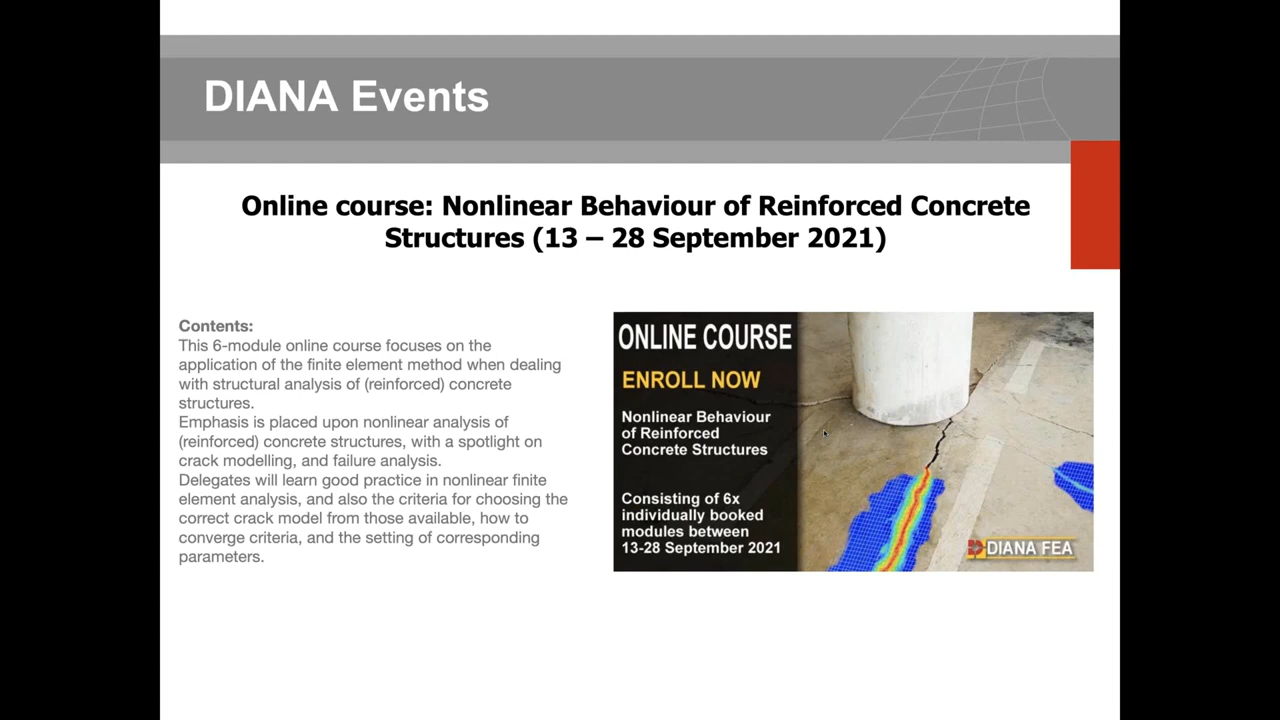 DIANA Events
Online course: Nonlinear Behaviour of Reinforced Concrete
Structures (13 – 28 September 2021)
Contents:
This 6-module online course focuses on the
application of the finite element method when dealing
with structural analysis of (reinforced) concrete
structures.
Emphasis is placed upon nonlinear analysis of
(reinforced) concrete structures, with a spotlight on
crack modelling, and failure analysis.
Delegates will learn good practice in nonlinear finite
element analysis, and also the criteria for choosing the
correct crack model from those available, how to
converge criteria, and the setting of corresponding
parameters.
ONLINE COURSE
ENROLL NOW
Nonlinear Behaviour
of Reinforced
Concrete Structures
Consisting of 6x
individually booked
modules between
13-28 September 2021
DIANA FEA